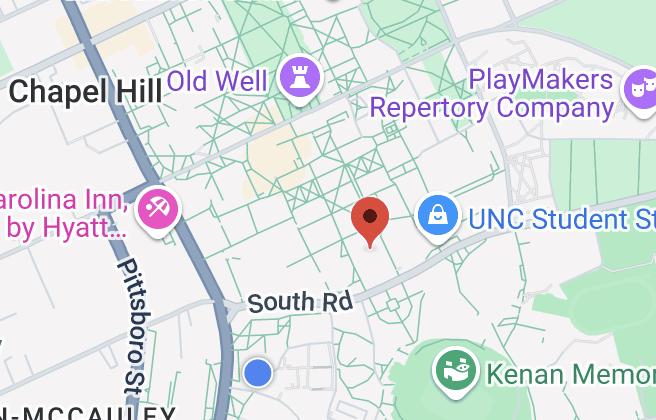 Chapel Hill
Old Well
PlayMakers
Repertory Company
arolina Inn,
by Hyatt...
UNC Student St
Pittsboro St
South Rd
Kenan Memor
N-MCCAULEY